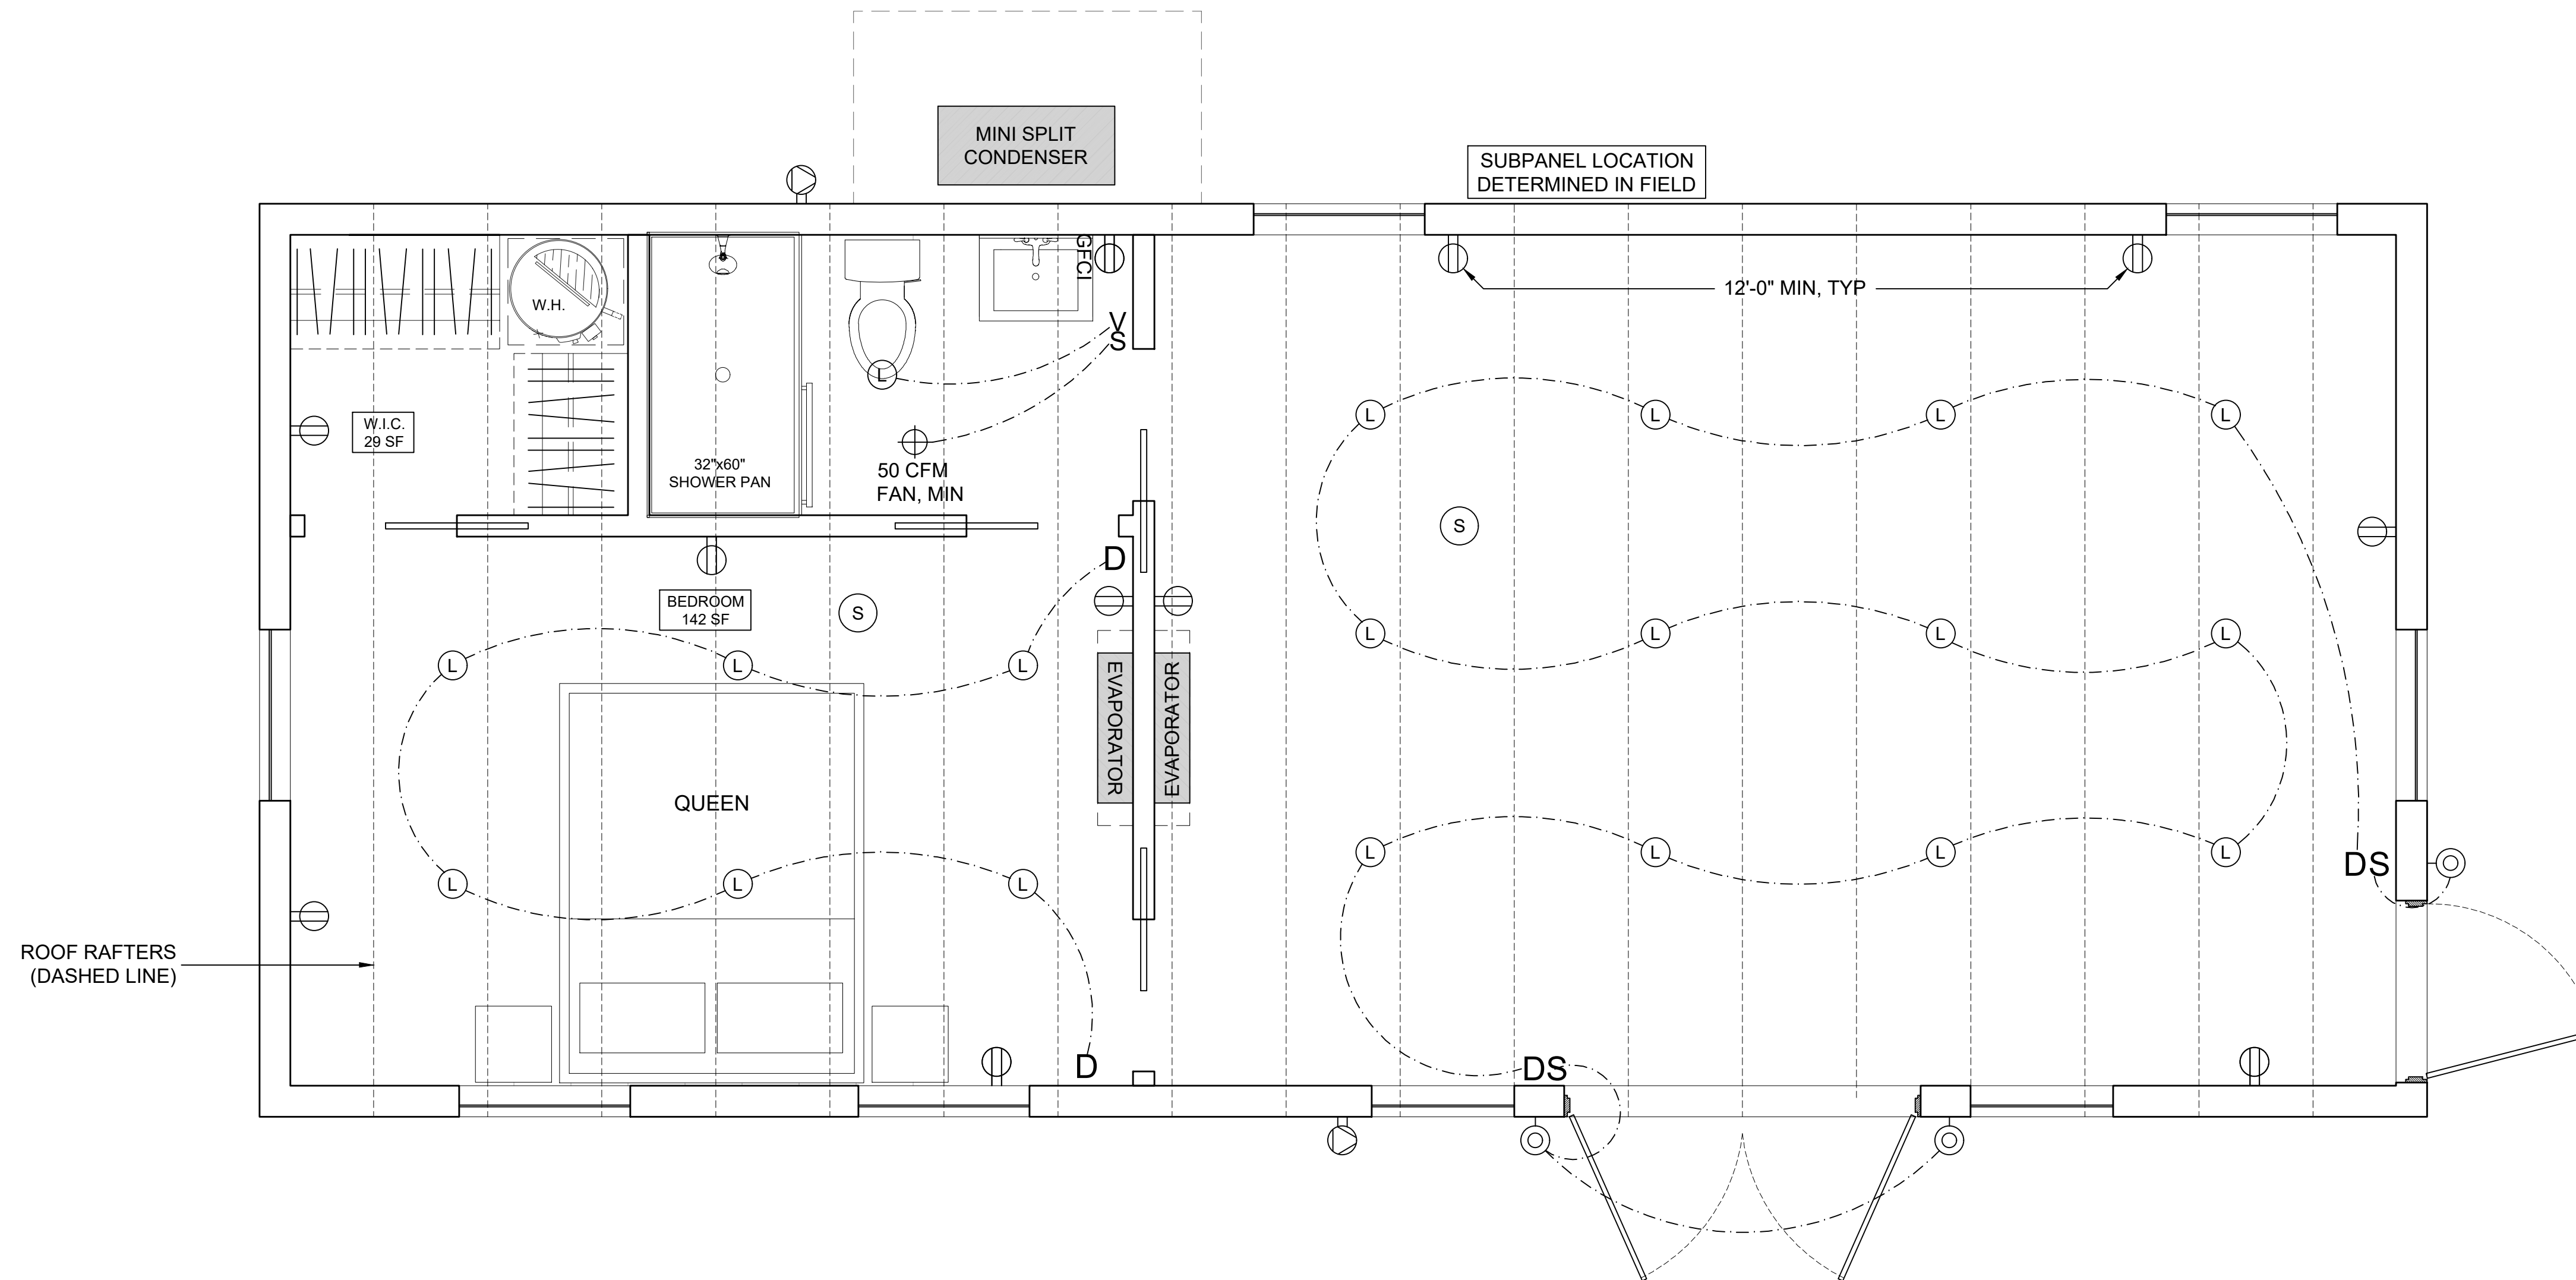 MINI SPLIT
CONDENSER
SUBPANEL LOCATION
DETERMINED IN FIELD
W.H.
GFCI
12'-0" MIN, TYP
V
S
L
W.I.C.
29 SF
32"x60"
SHOWER PAN
50 CFM
FAN, MIN
L
L
L
L
S
D
BEDROOM
142 SF
S
L
L
L
L
L
L
L
EVAPORATOR
EVAPORATOR
QUEEN
L
L
L
L
L
L
L
DS
ROOF RAFTERS
(DASHED LINE)
D
DS